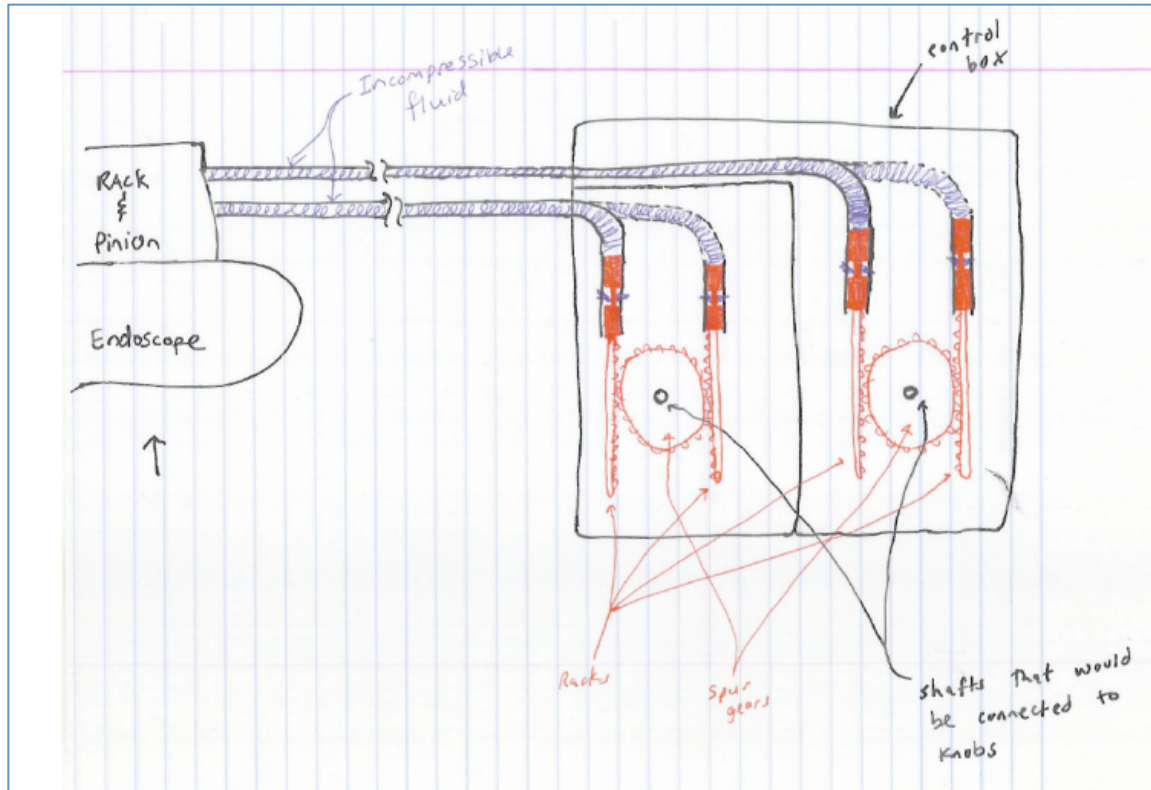 control
box
Incompressible
fluid
RACK
&
Pinion
Endoscope
Racks
Spur
gears
shafts that would
be connected to
knobs